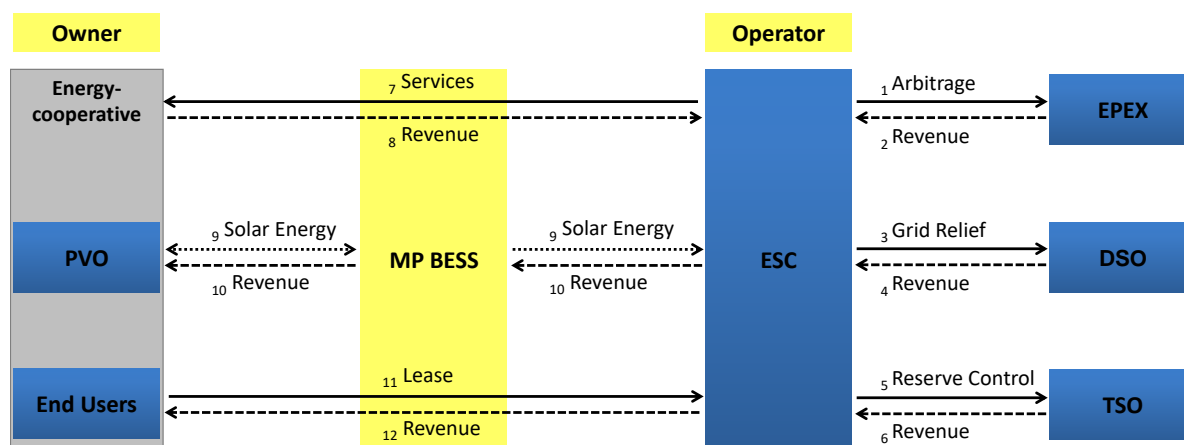 Owner
Operator
Energy-
cooperative
7 Services
8 Revenue
1 Arbitrage
2 Revenue
EPEX
PVO
9 Solar Energy
10 Revenue
MP BESS
9 Solar Energy
10 Revenue
ESC
3 Grid Relief
4 Revenue
DSO
End Users
11 Lease
12 Revenue
5 Reserve Control
6 Revenue
TSO